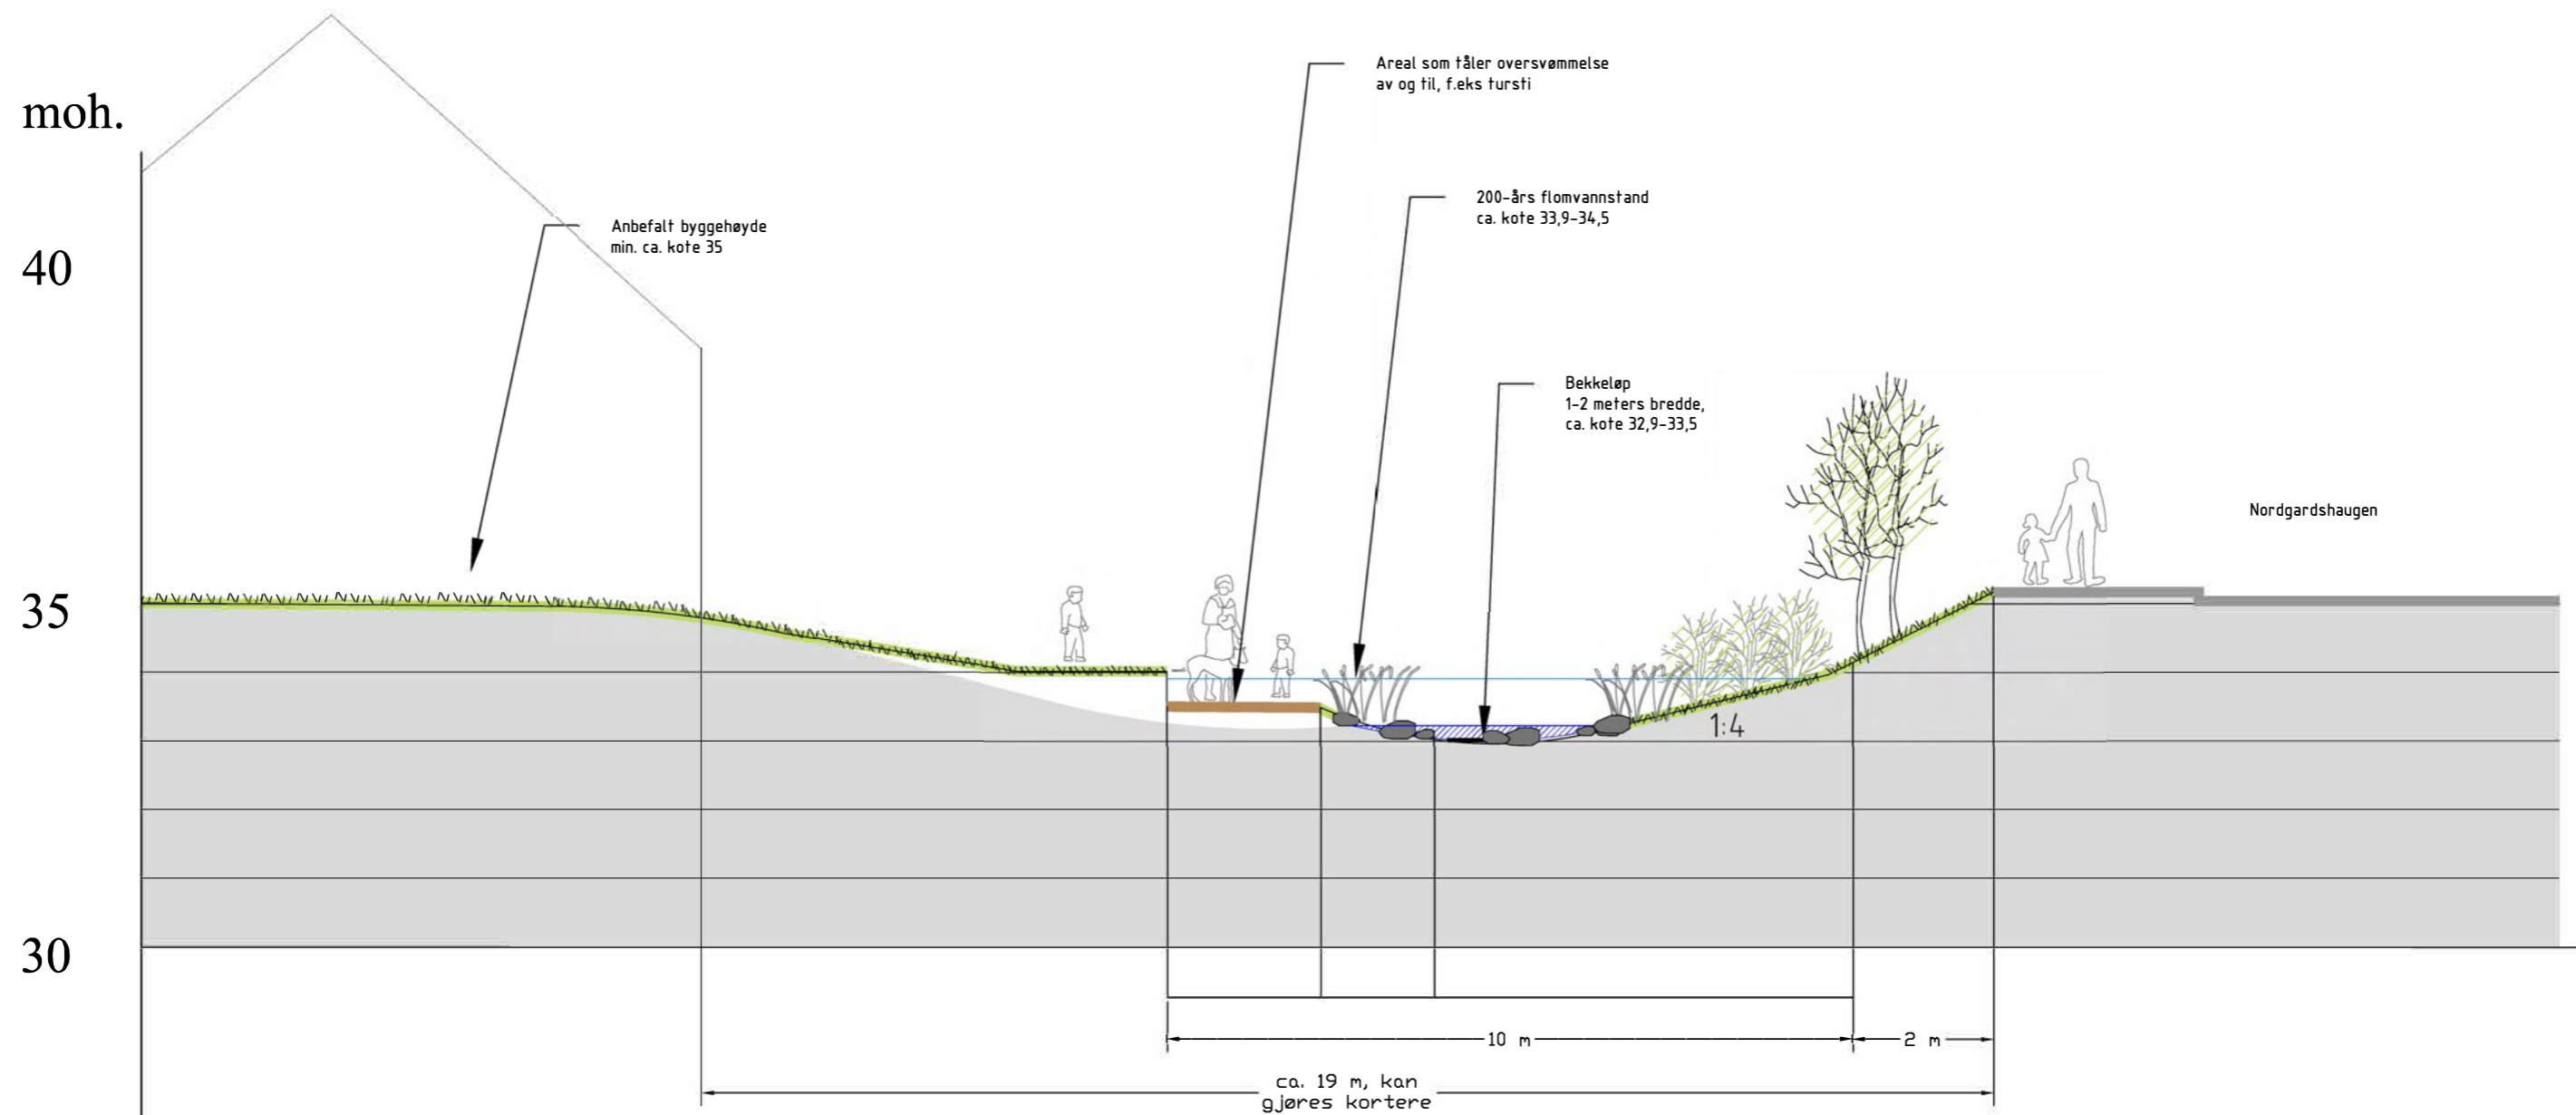 moh.
40
35
30
Anbefalt byggehøyde
min. ca. kote 35
Areal som tåler oversvømmelse
av og til, f.eks tursti
200-års flomvannstand
ca. kote 33,9-34,5
Bekkeløp
1-2 meters bredde,
ca. kote 32,9-33,5
Nordgardshaugen
1:4
10 m
2 m
ca. 19 m, kan
gjøres kortere